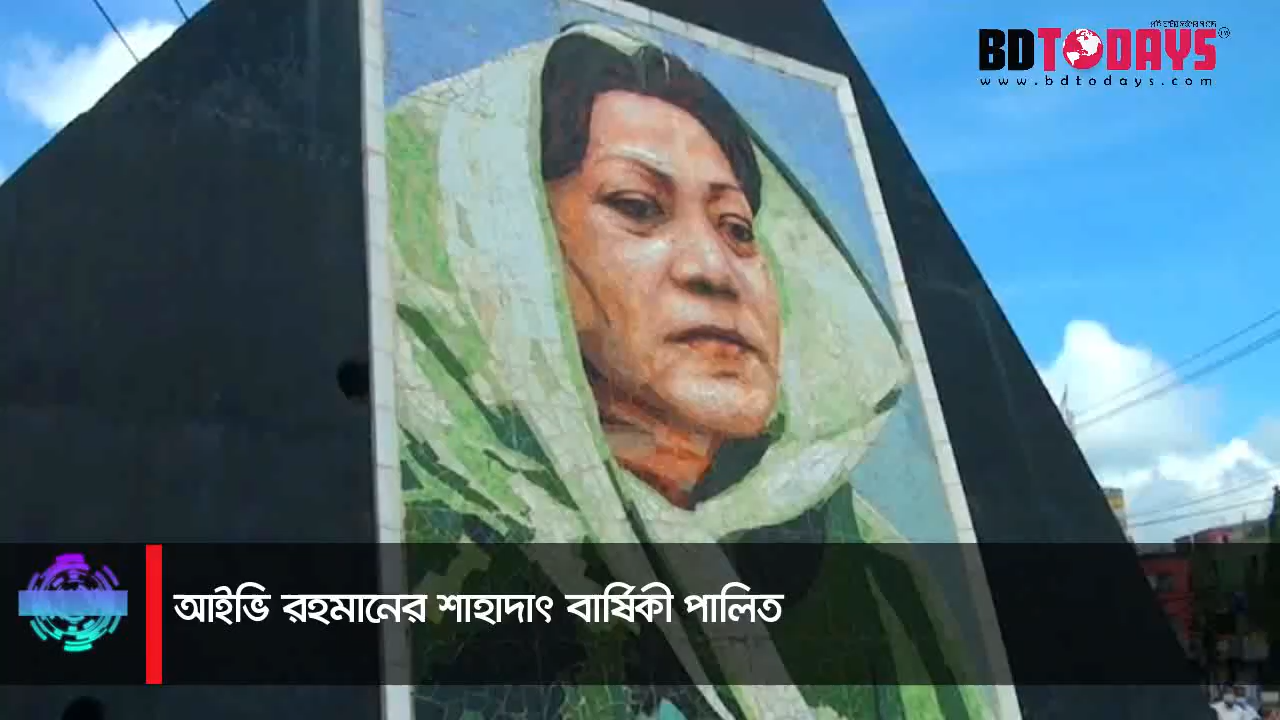 BDTODAYS
www.bdtodays.com
আইভি রহমানের শাহাদাৎ বার্ষিকী পালিত